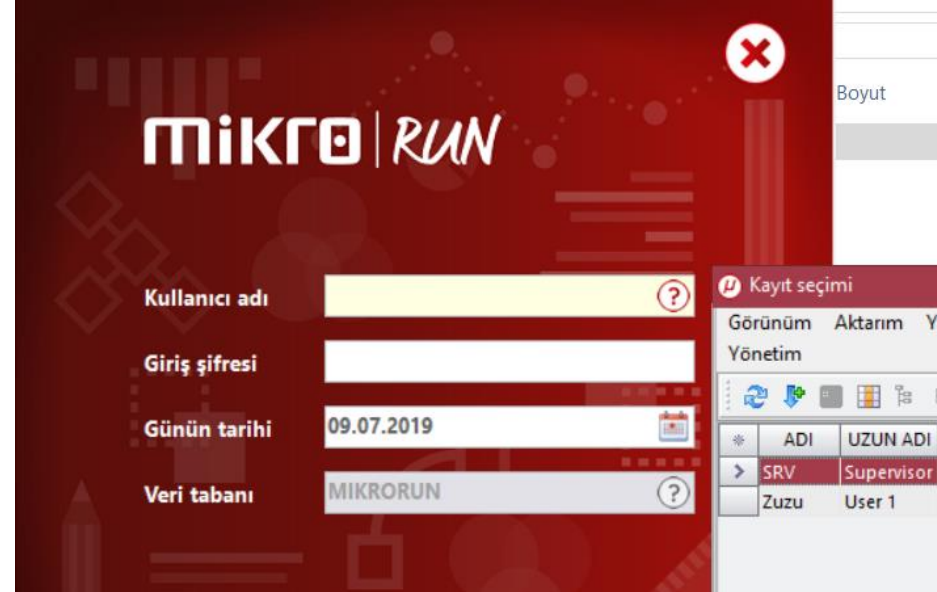 mikro | RUN
Boyut
Kullanıcı adı
Giriş şifresi
Günün tarihi 09.07.2019
Veri tabanı MIKRORUN
Kayıt seçimi
Görünüm Aktarım Y
Yönetim
ADI UZUN ADI
SRV Supervisor
Zuzu User 1